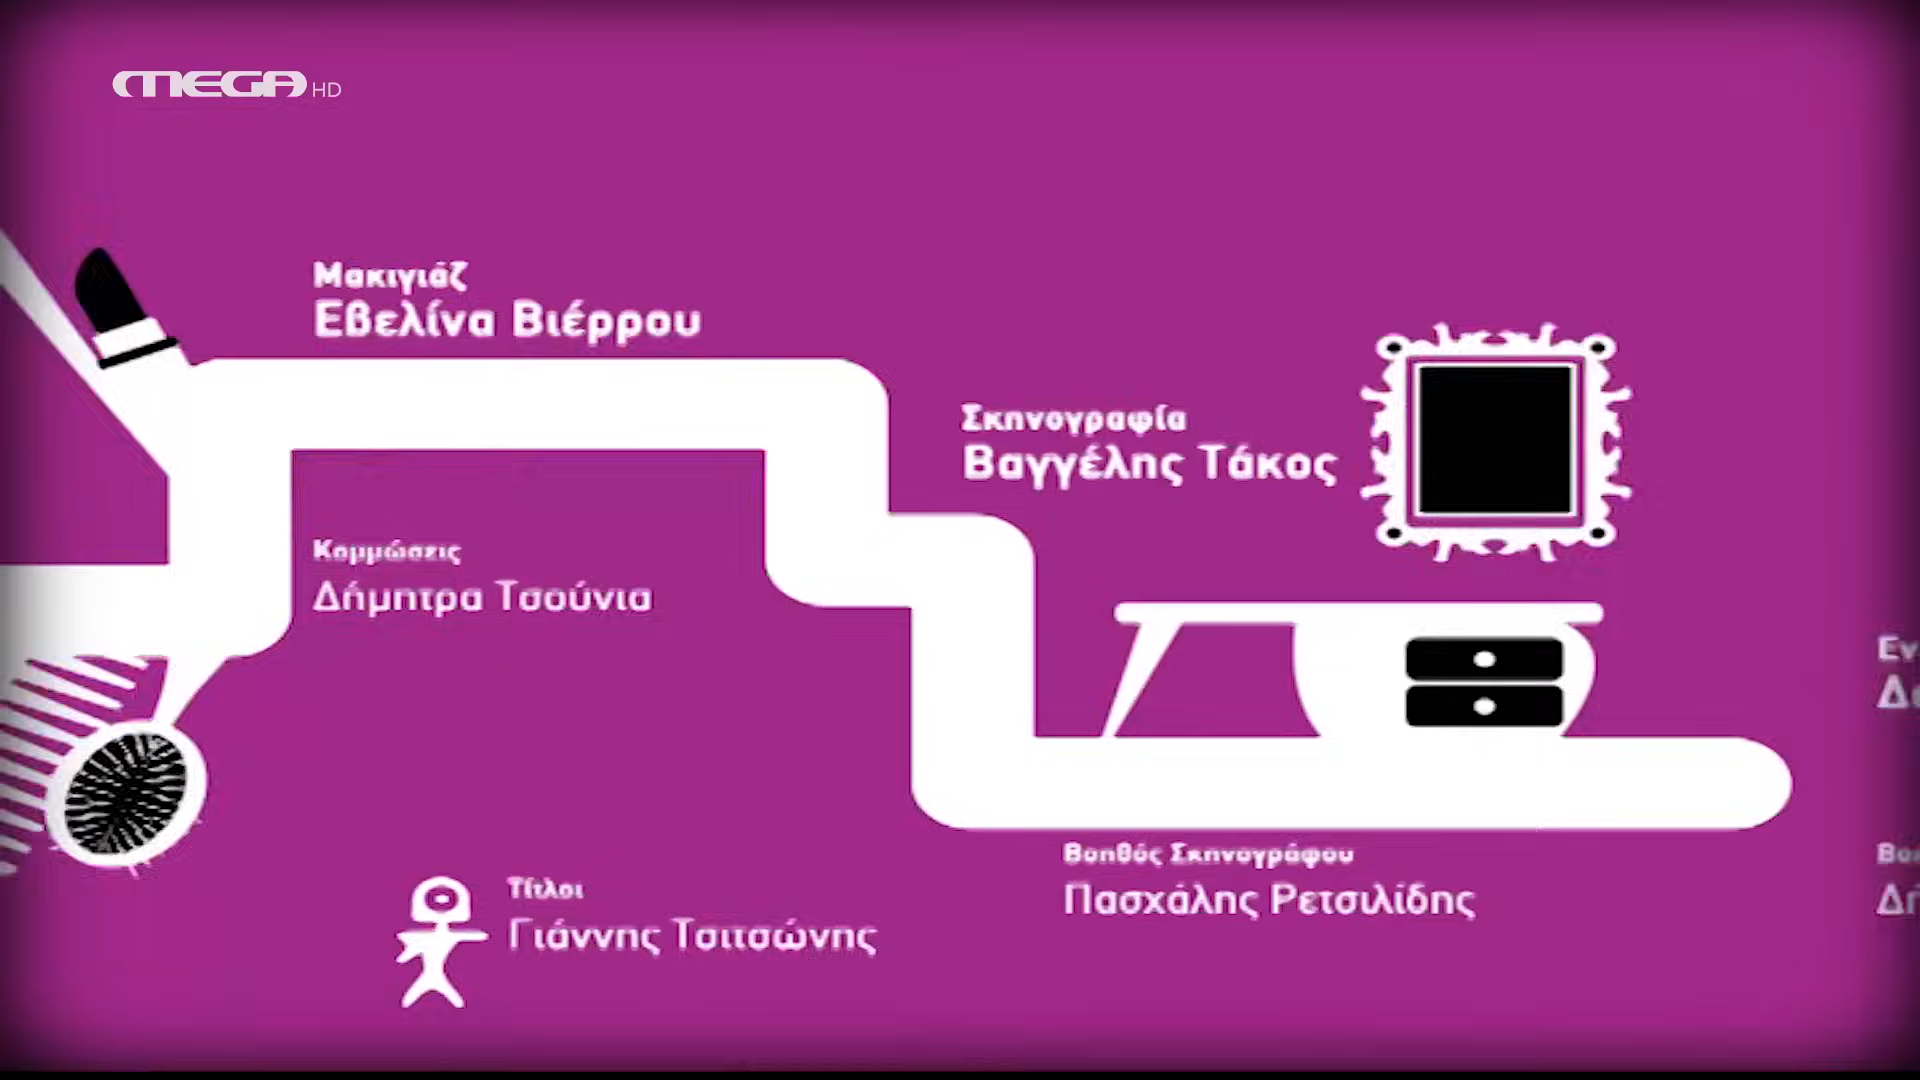 MEGA HD
Μακιγιάζ
Εβελίνα Βιέρρου
Σκηνογραφία
Βαγγέλης Τάκος
Κομμώσεις
Δήμητρα Τσούνια
Βοηθός Σκηνογράφου
Πασχάλης Ρετσιλίδης
Τίτλοι
Γιάννης Τσιτσώνης